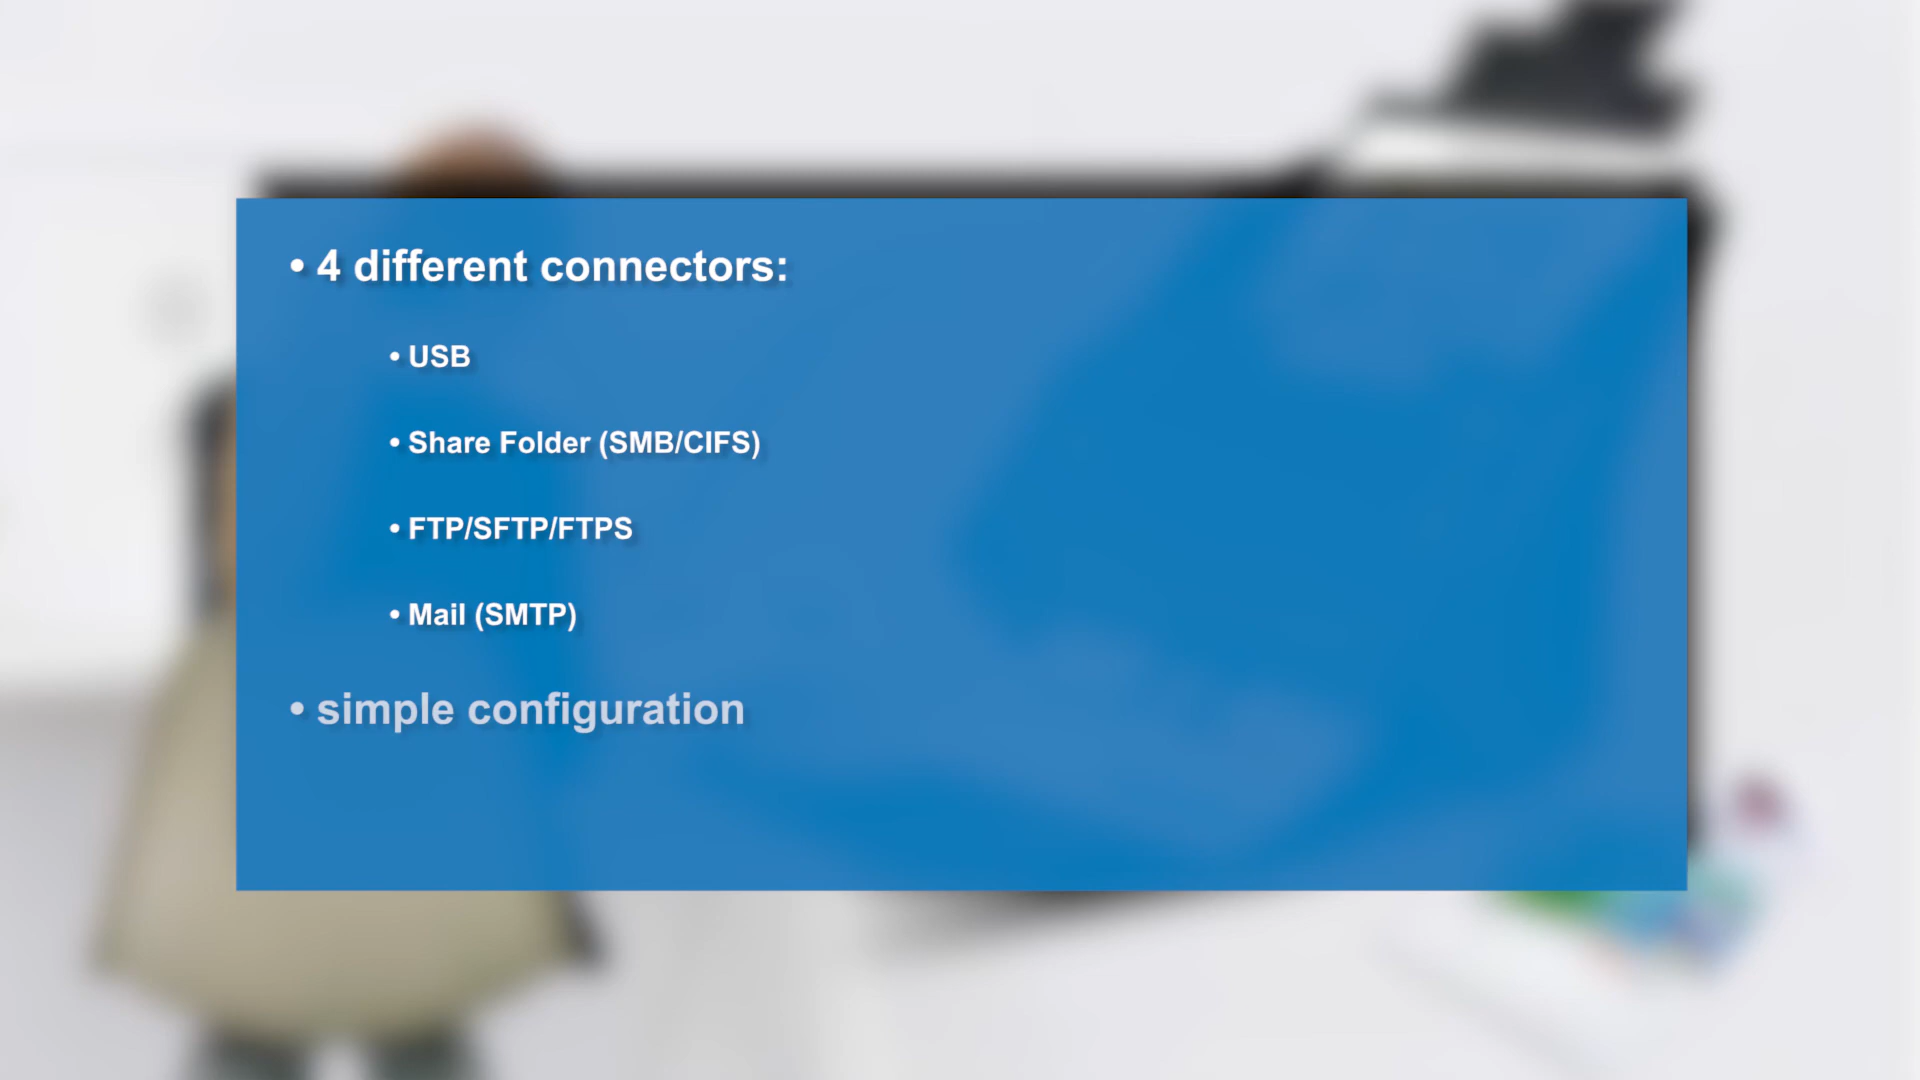 • 4 different connectors:
• USB
• Share Folder (SMB/CIFS)
• FTP/SFTP/FTPS
• Mail (SMTP)
• simple configuration